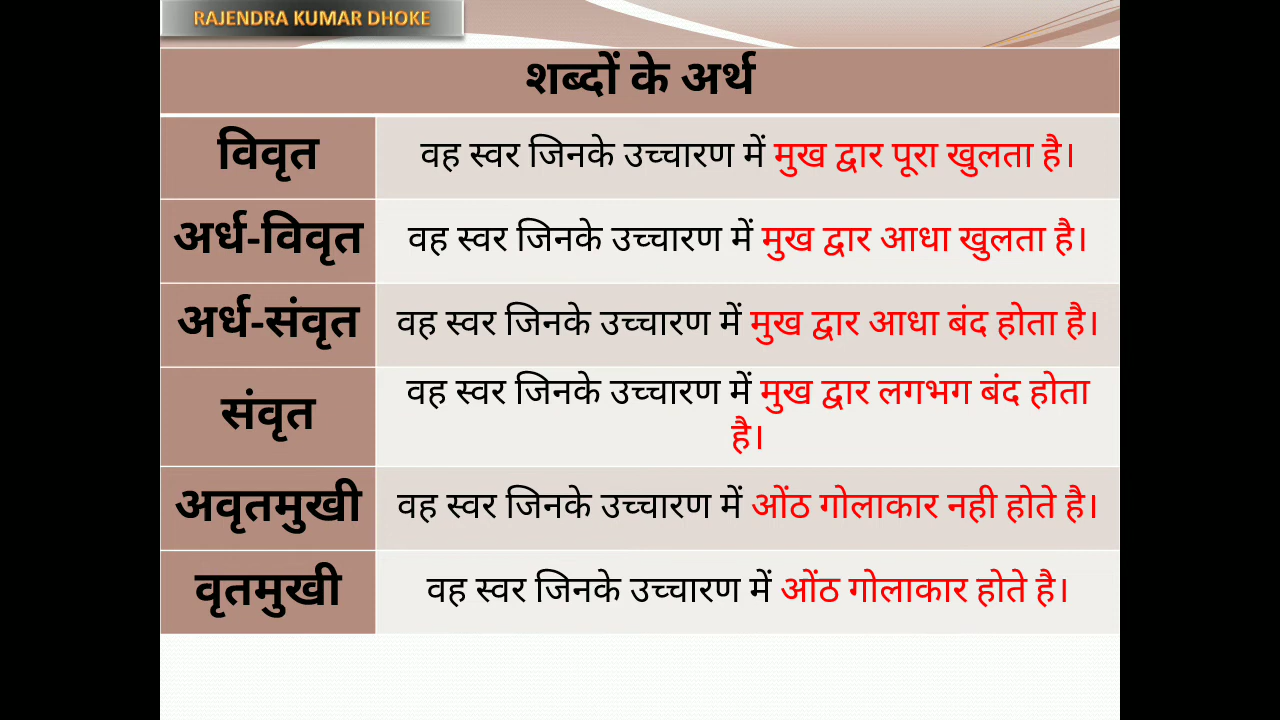 RAJENDRA KUMAR DHOKE
शब्दों के अर्थ
विवृत
वह स्वर जिनके उच्चारण में मुख द्वार पूरा खुलता है।
अर्ध-विवृत
वह स्वर जिनके उच्चारण में मुख द्वार आधा खुलता है।
अर्ध-संवृत
वह स्वर जिनके उच्चारण में मुख द्वार आधा बंद होता है।
संवृत
वह स्वर जिनके उच्चारण में मुख द्वार लगभग बंद होता
है।
अवृतमुखी
वह स्वर जिनके उच्चारण में ओंठ गोलाकार नही होते है।
वृतमुखी
वह स्वर जिनके उच्चारण में ओंठ गोलाकार होते है।